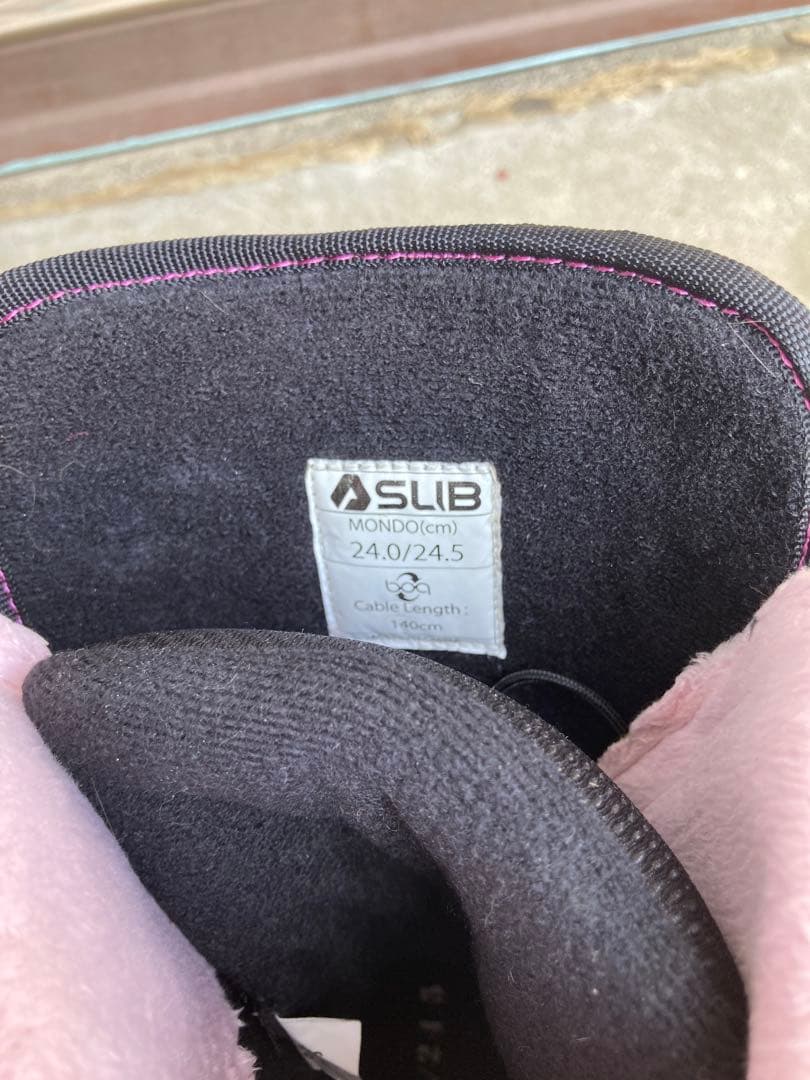 SLIB
MONDO(cm)
24.0/24.5
boa
Cable Length :
140cm